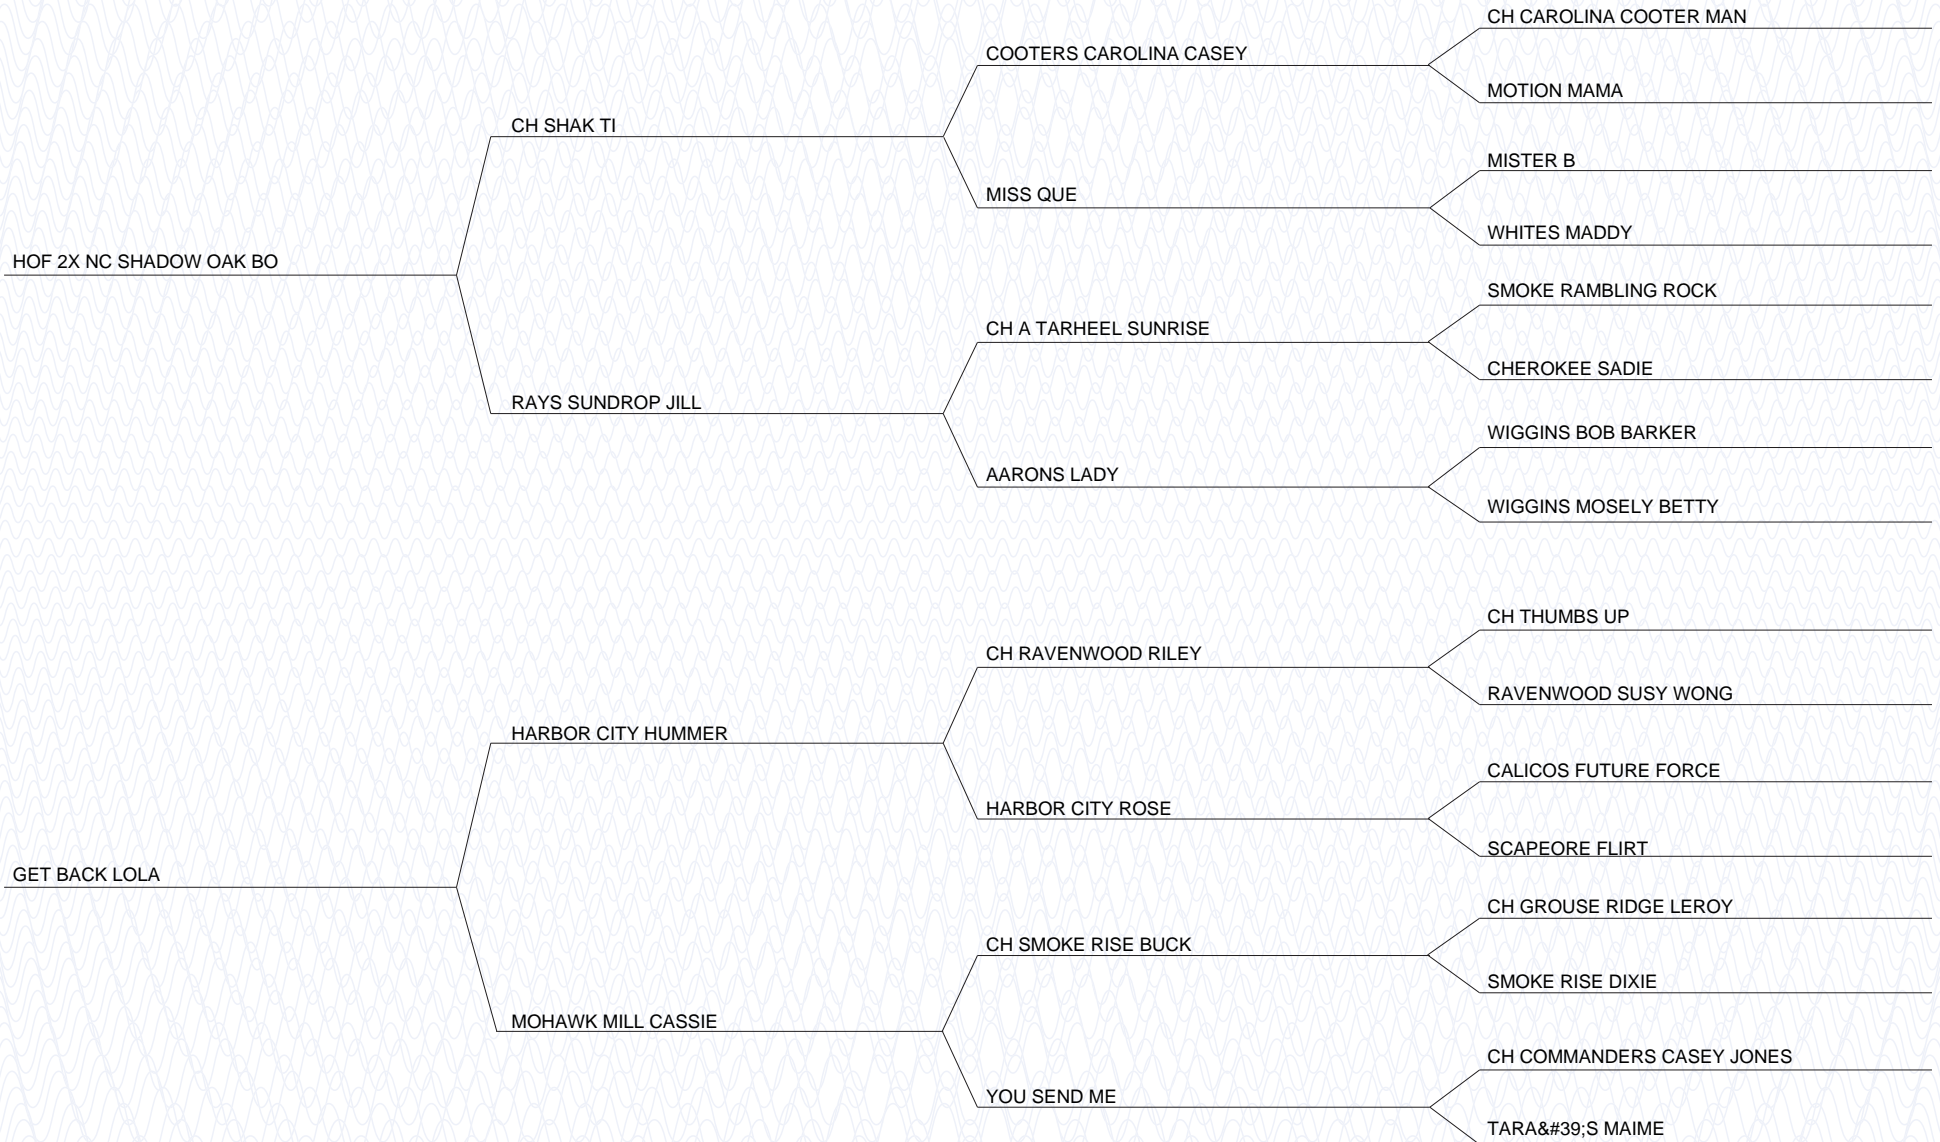 CH CAROLINA COOTER MAN
COOTERS CAROLINA CASEY
MOTION MAMA
CH SHAK TI
MISTER B
MISS QUE
WHITES MADDY
HOF 2X NC SHADOW OAK BO
SMOKE RAMBLING ROCK
CH A TARHEEL SUNRISE
CHEROKEE SADIE
RAYS SUNDROP JILL
WIGGINS BOB BARKER
AARONS LADY
WIGGINS MOSELY BETTY
CH THUMBS UP
CH RAVENWOOD RILEY
RAVENWOOD SUSY WONG
HARBOR CITY HUMMER
CALICOS FUTURE FORCE
HARBOR CITY ROSE
SCAPEORE FLIRT
GET BACK LOLA
CH GROUSE RIDGE LEROY
CH SMOKE RISE BUCK
SMOKE RISE DIXIE
MOHAWK MILL CASSIE
CH COMMANDERS CASEY JONES
YOU SEND ME
TARA&#39;S MAIME